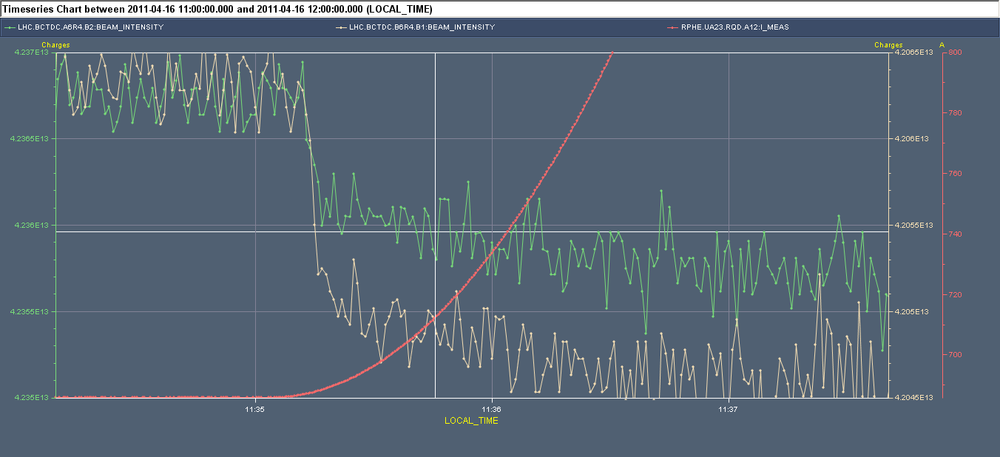 Timeseries Chart between 2011-04-16 11:00:00.000 and 2011-04-16 12:00:00.000 (LOCAL_TIME)
LHC.BCTDC.A6R4.B2:BEAM_INTENSITY LHC.BCTDC.B6R4.B1:BEAM_INTENSITY RPHE.UA23.RQD.A12:I_MEAS
Charges Charges A
4.237E13 4.2065E13 800
780
4.2365E13 4.206E13
760
4.236E13 4.2055E13
740
720
4.2355E13 4.205E13
700
4.235E13 4.2045E13
11:35 11:36 11:37
LOCAL_TIME